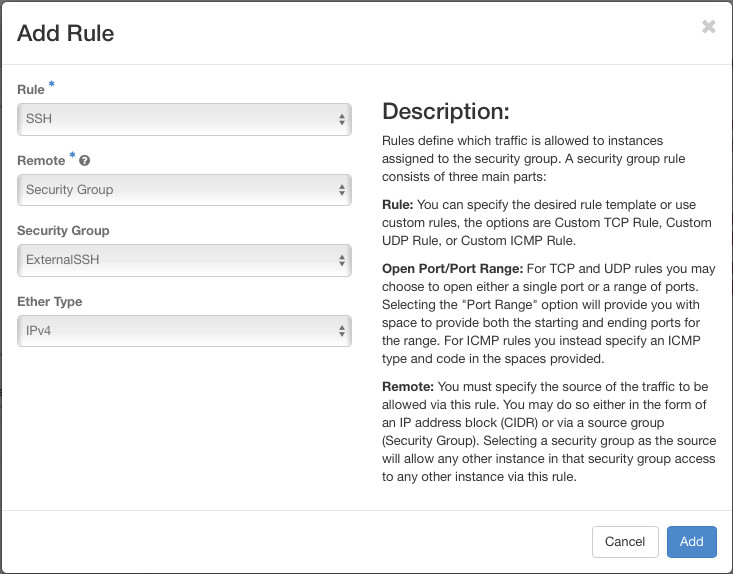 Add Rule
×
Rule *
SSH
Remote * ?
Security Group
Security Group
ExternalSSH
Ether Type
IPv4
Description:
Rules define which traffic is allowed to instances
assigned to the security group. A security group rule
consists of three main parts:
Rule: You can specify the desired rule template or use
custom rules, the options are Custom TCP Rule, Custom
UDP Rule, or Custom ICMP Rule.
Open Port/Port Range: For TCP and UDP rules you may
choose to open either a single port or a range of ports.
Selecting the "Port Range" option will provide you with
space to provide both the starting and ending ports for
the range. For ICMP rules you instead specify an ICMP
type and code in the spaces provided.
Remote: You must specify the source of the traffic to be
allowed via this rule. You may do so either in the form of
an IP address block (CIDR) or via a source group
(Security Group). Selecting a security group as the source
will allow any other instance in that security group access
to any other instance via this rule.
Cancel
Add